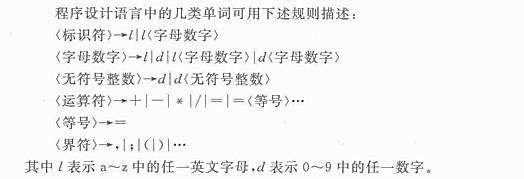 程序设计语言中的几类单词可用下述规则描述：
〈标识符〉→l|l〈字母数字〉
〈字母数字〉→l|d|l〈字母数字〉|d〈字母数字〉
〈无符号整数〉→d|d〈无符号整数〉
〈运算符〉→＋|－|*|/|＝|＝〈等号〉…
〈等号〉→＝
〈界符〉→,|;|(|)|…
其中 l 表示 a～z 中的任一英文字母,d 表示 0～9 中的任一数字。